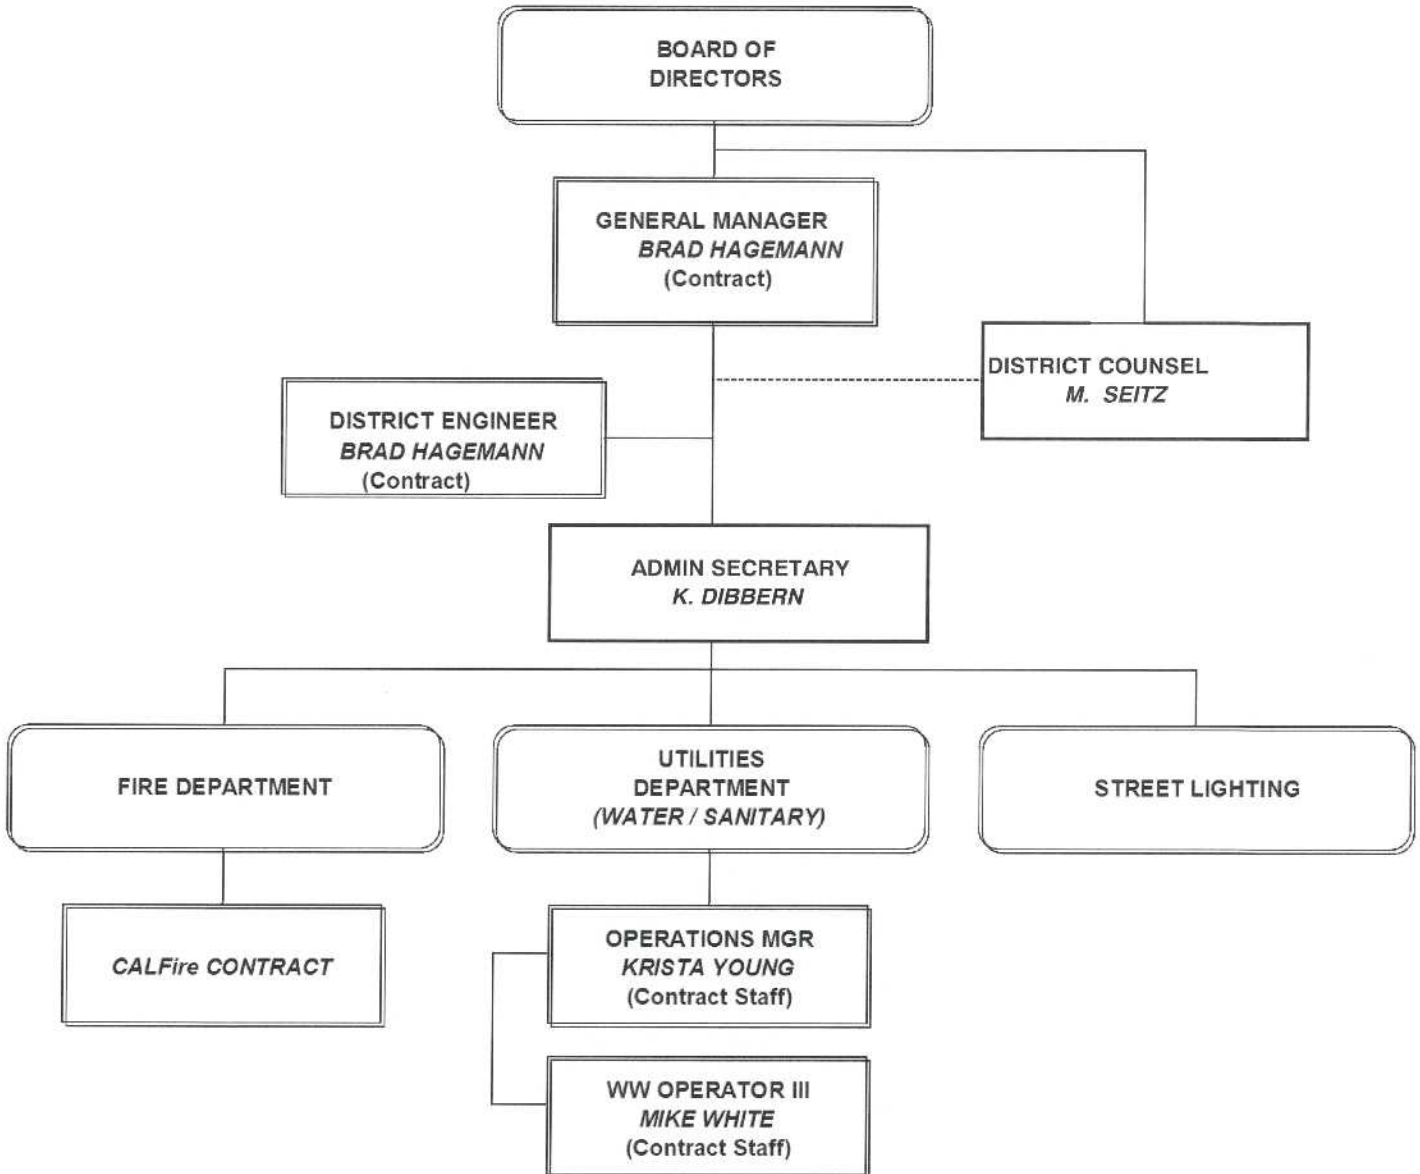 BOARD OF
DIRECTORS
GENERAL MANAGER
BRAD HAGEMANN
(Contract)
DISTRICT COUNSEL
M. SEITZ
DISTRICT ENGINEER
BRAD HAGEMANN
(Contract)
ADMIN SECRETARY
K. DIBBERN
FIRE DEPARTMENT
UTILITIES
DEPARTMENT
(WATER / SANITARY)
STREET LIGHTING
CALFire CONTRACT
OPERATIONS MGR
KRISTA YOUNG
(Contract Staff)
WW OPERATOR III
MIKE WHITE
(Contract Staff)